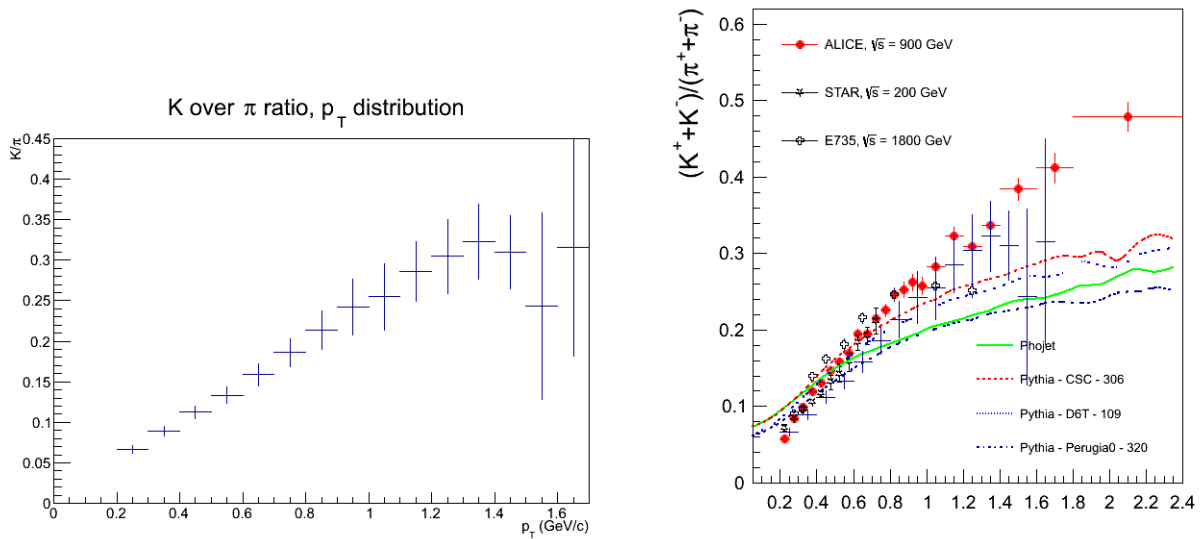 K over π ratio, p_T distribution
K/π
0.45
0.4
0.35
0.3
0.25
0.2
0.15
0.1
0.05
0
0 0.2 0.4 0.6 0.8 1 1.2 1.4 1.6
p_T (GeV/c)
(K⁺+K⁻)/(π⁺+π⁻)
0.6
0.5
0.4
0.3
0.2
0.1
0
ALICE, √s = 900 GeV
STAR, √s = 200 GeV
E735, √s = 1800 GeV
Phojet
Pythia - CSC - 306
Pythia - D6T - 109
Pythia - Perugia0 - 320
0.2 0.4 0.6 0.8 1 1.2 1.4 1.6 1.8 2 2.2 2.4